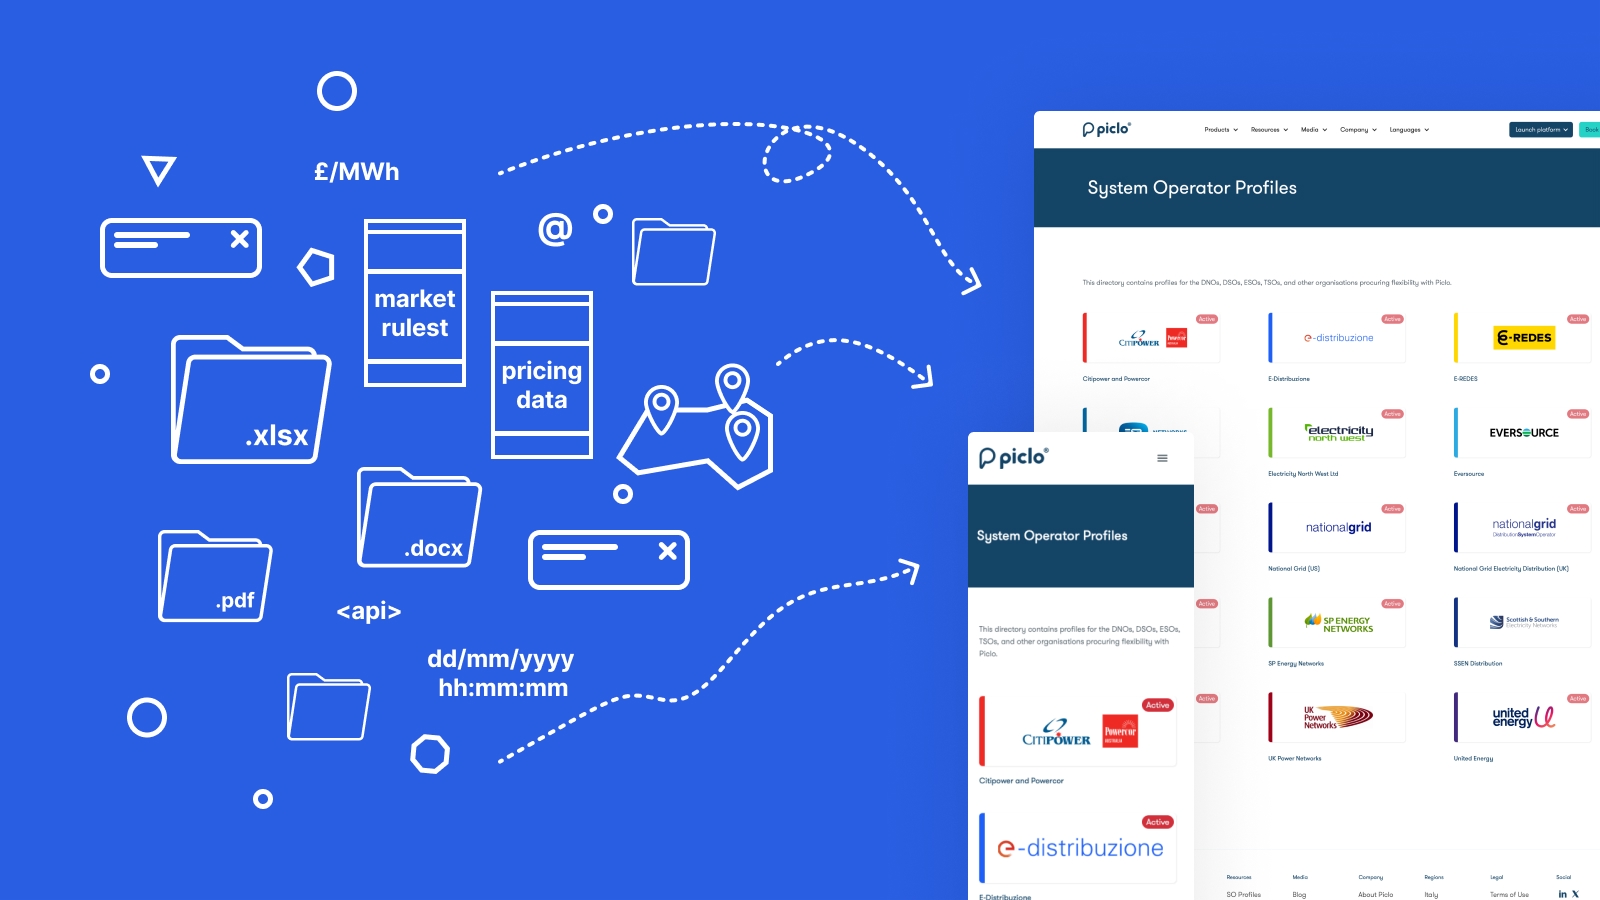 £/MWh
@
market
rulest
pricing
data
.xlsx
.docx
.pdf
<api>
dd/mm/yyyy
hh:mm:mm
piclo
Products
Resources
Media
Company
Languages
Launch platform
Book
System Operator Profiles
This directory contains profiles for the DNOs, DSOs, ESOs, TSOs, and other organisations procuring flexibility with Piclo.
Active
CITIPOWER
Powercor
Citipower and Powercor
Active
e-distribuzione
E-Distribuzione
Active
E-REDES
E-REDES
NETWORKS
Active
electricity
north west
Electricity North West Ltd
Active
EVERSOURCE
Eversource
Active
Active
nationalgrid
National Grid (US)
Active
nationalgrid
DistributionSystemOperator
National Grid Electricity Distribution (UK)
Active
Active
SP ENERGY
NETWORKS
SP Energy Networks
Active
Scottish & Southern
Electricity Networks
SSEN Distribution
Active
Active
UK
Power
Networks
UK Power Networks
Active
united
energy
United Energy
Resources
Media
Company
Regions
Legal
Social
SO Profiles
Blog
About Piclo
Italy
Terms of Use
in X
piclo
System Operator Profiles
This directory contains profiles for the DNOs, DSOs, ESOs,
TSOs, and other organisations procuring flexibility with
Piclo.
Active
CITIPOWER
Powercor
AUSTRALIA
Citipower and Powercor
Active
e-distribuzione
E-Distribuzione